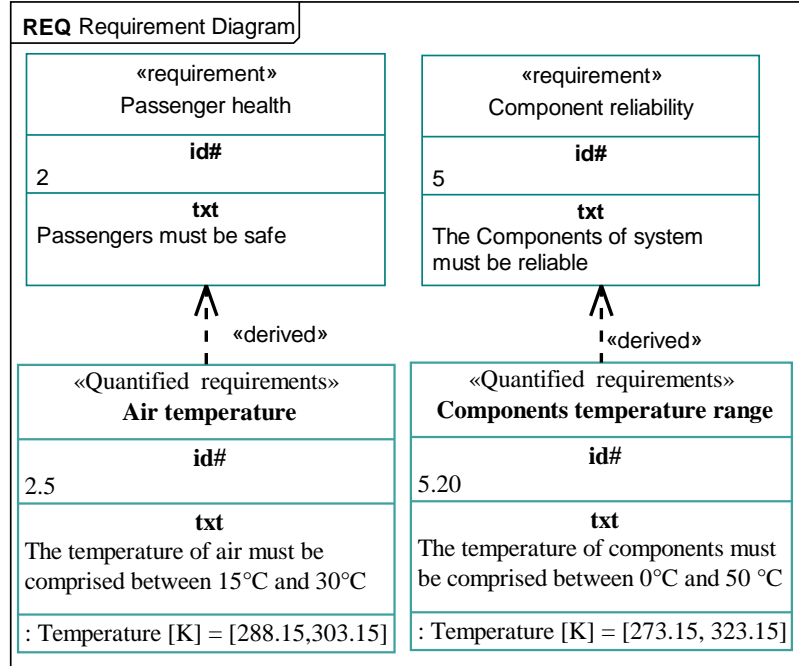 REQ Requirement Diagram
«requirement»
Passenger health
id#
2
txt
Passengers must be safe
«requirement»
Component reliability
id#
5
txt
The Components of system
must be reliable
«derived»
«derived»
«Quantified requirements»
Air temperature
id#
2.5
txt
The temperature of air must be
comprised between 15°C and 30°C
: Temperature [K] = [288.15,303.15]
«Quantified requirements»
Components temperature range
id#
5.20
txt
The temperature of components must
be comprised between 0°C and 50 °C
: Temperature [K] = [273.15, 323.15]